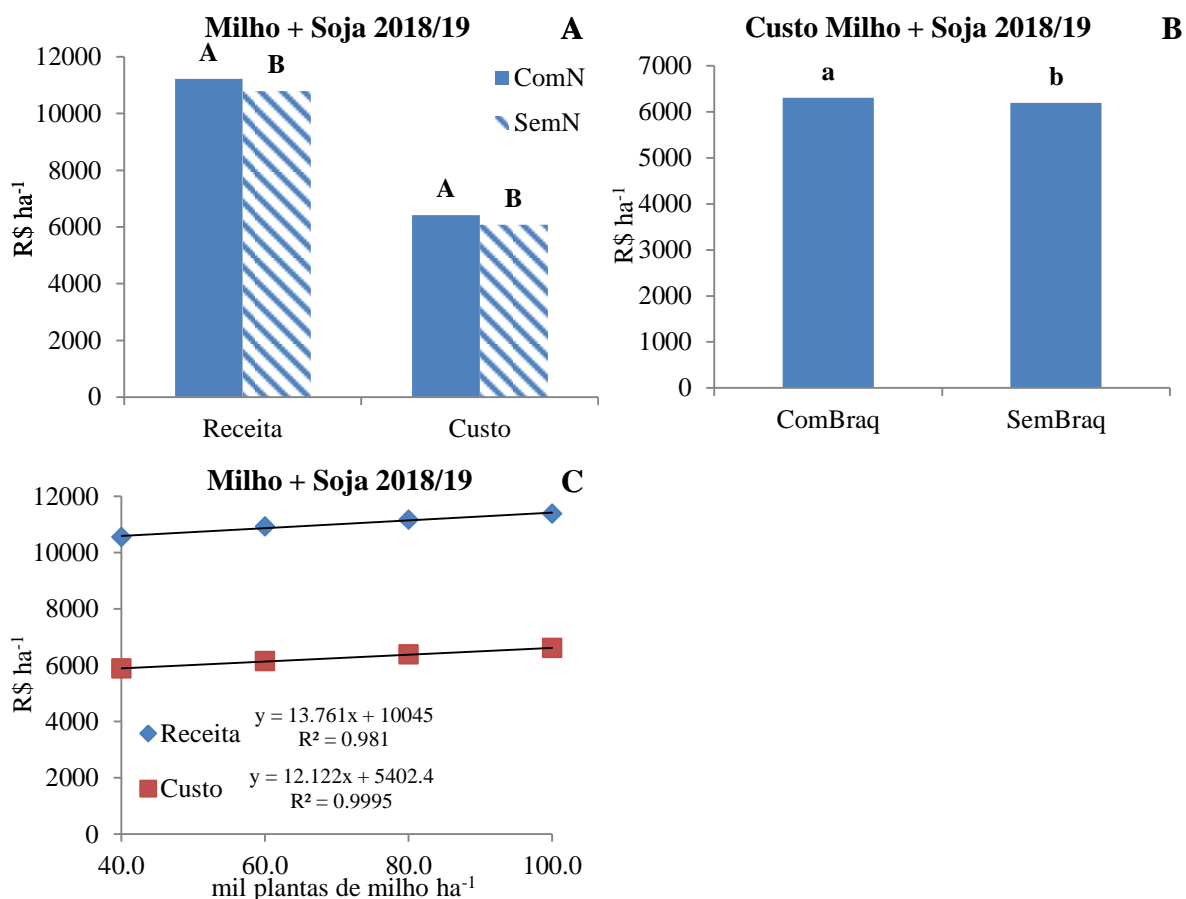 Milho + Soja 2018/19 A
12000
10000
8000
6000
4000
2000
0
R$ ha⁻¹
A
B
A
B
ComN
SemN
Receita Custo
Custo Milho + Soja 2018/19 B
7000
6000
5000
4000
3000
2000
1000
0
R$ ha⁻¹
a
b
ComBraq SemBraq
Milho + Soja 2018/19 C
12000
10000
8000
6000
4000
2000
0
R$ ha⁻¹
Receita
y = 13.761x + 10045
R² = 0.981
Custo
y = 12.122x + 5402.4
R² = 0.9995
40.0 60.0 80.0 100.0
mil plantas de milho ha⁻¹